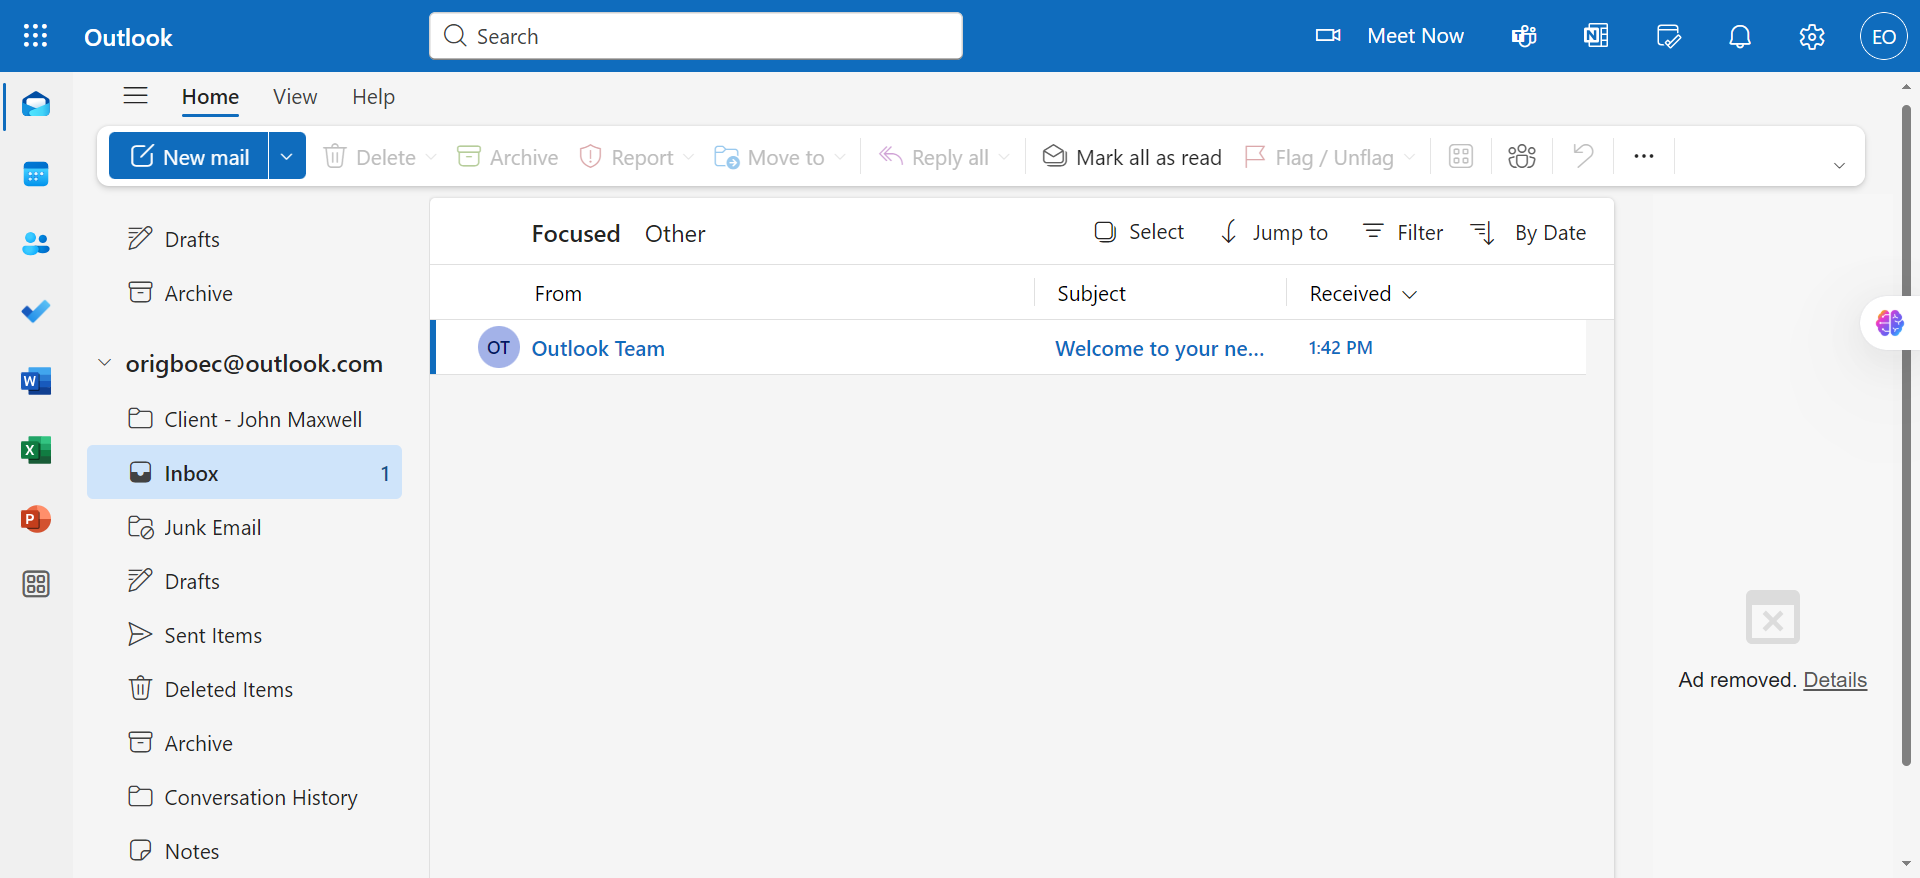 Outlook
Search
Meet Now
EO
Home View Help
New mail Delete Archive Report Move to Reply all Mark all as read Flag / Unflag
Drafts
Archive
origboec@outlook.com
Client - John Maxwell
Inbox 1
Junk Email
Drafts
Sent Items
Deleted Items
Archive
Conversation History
Notes
Focused Other Select Jump to Filter By Date
From Subject Received
OT Outlook Team Welcome to your ne... 1:42 PM
Ad removed. Details